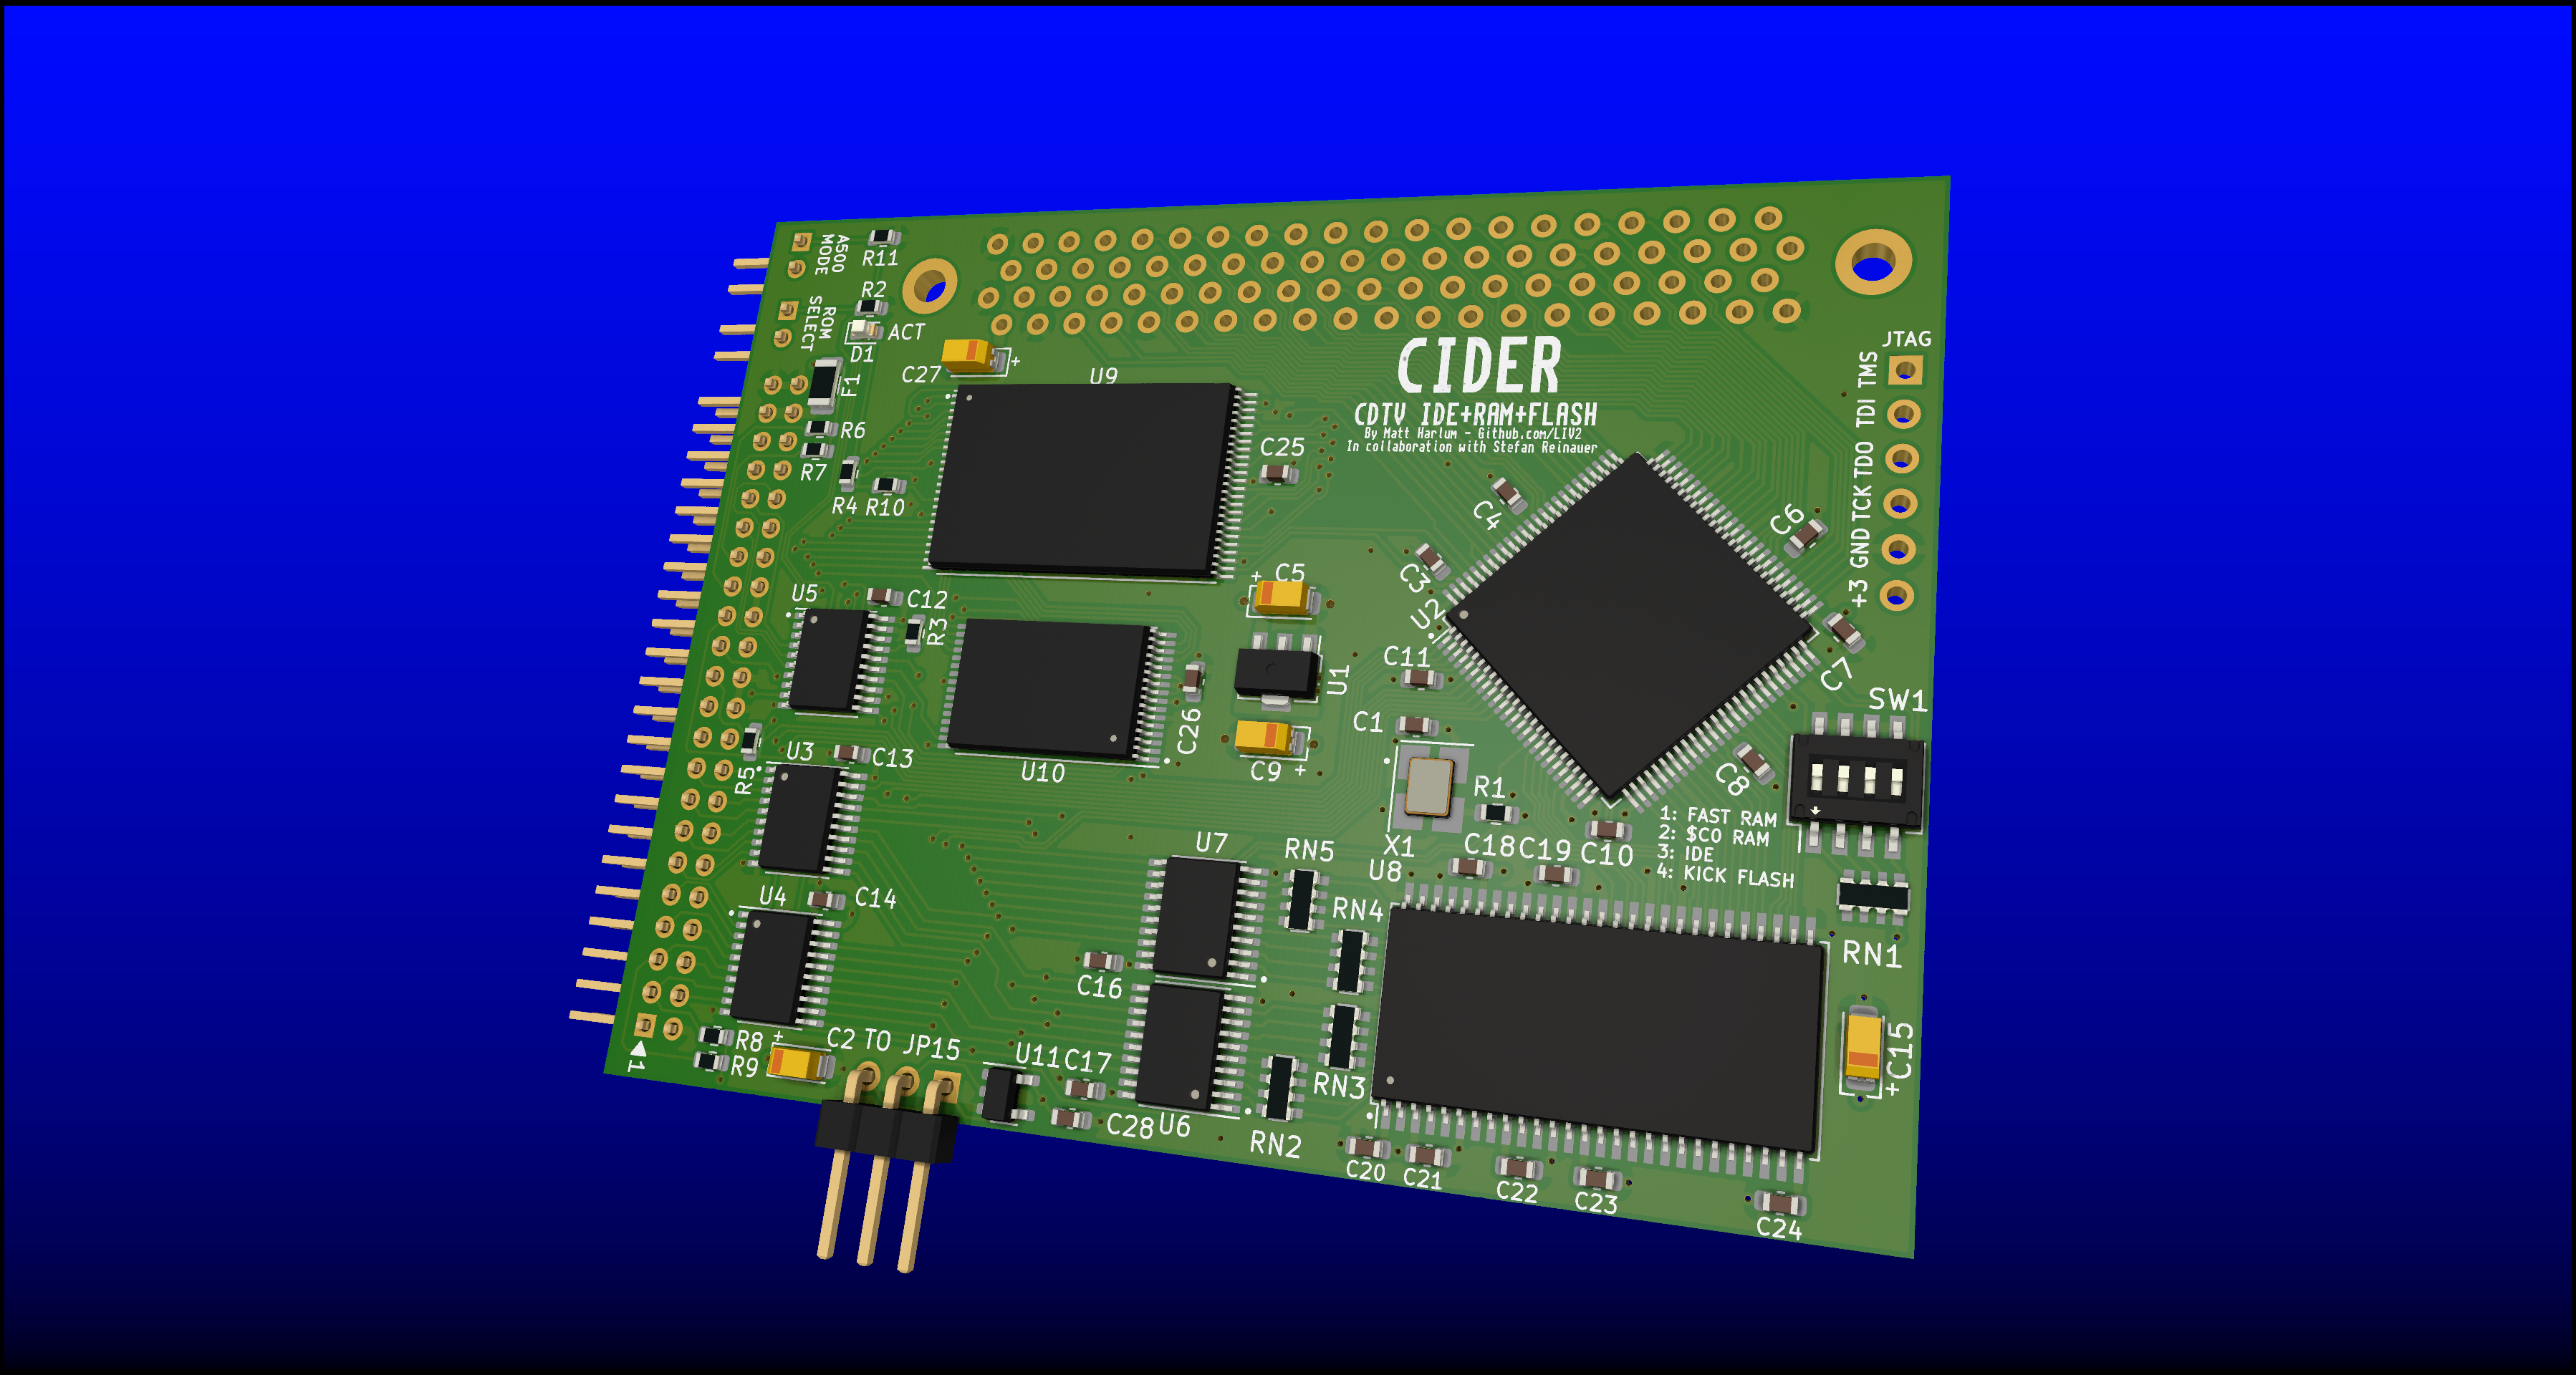 A500
MODE
R11
R2
ROM
SELECT
ACT
D1
C27
+
F1
R6
R7
R4
R10
U9
CIDER
CDTV IDE+RAM+FLASH
By Matt Harlum - Github.com/LIV2
In collaboration with Stefan Reinauer
JTAG
TMS
TDI
TDO
TCK
GND
+3
C25
C4
C3
C6
U2
C7
U5
C12
R3
+
C5
U1
C26
C9 +
U10
C11
C1
R1
X1
C8
SW1
1: FAST RAM
2: $C0 RAM
3: IDE
4: KICK FLASH
U3
C13
R5
U4
C14
U7
RN5
U8
C18
C19
C10
RN4
RN1
C16
R8
R9
+
C2
TO JP15
U11
C17
C28
U6
RN3
RN2
C15
+
1
C20
C21
C22
C23
C24